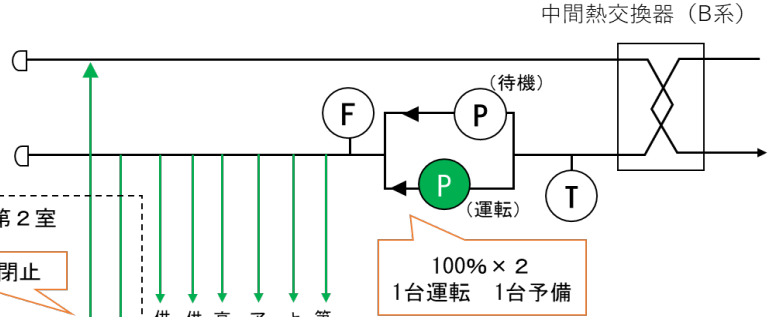 中間熱交換器（B系）
（待機）
F
P
P
（運転）
T
第２室
閉止
100%×２
1台運転　1台予備